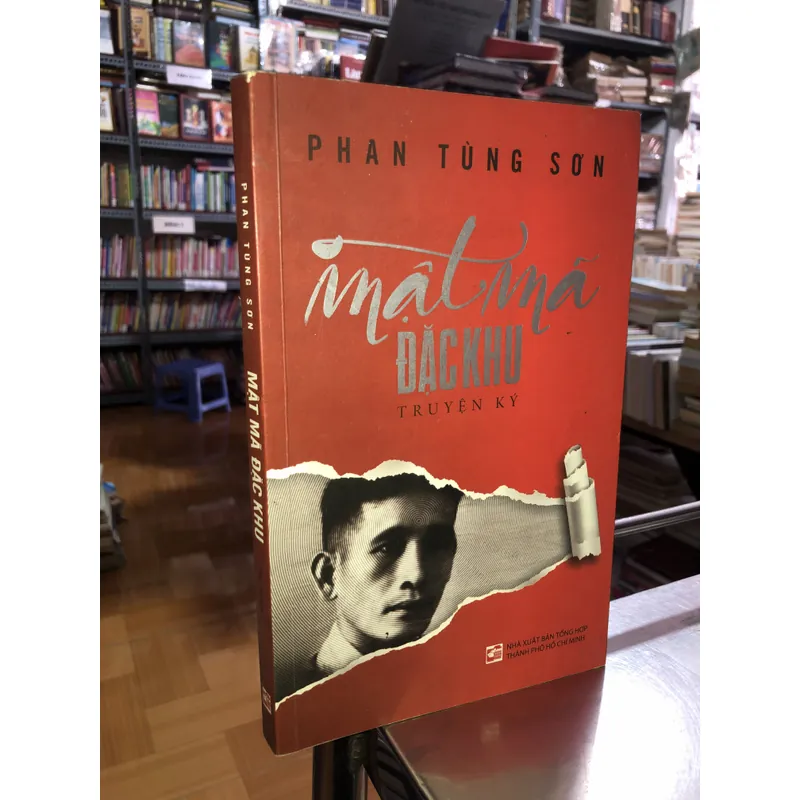 PHAN TÙNG SƠN
mật mã
ĐẶC KHU
TRUYỆN KÝ
NHÀ XUẤT BẢN TỔNG HỢP
THÀNH PHỐ HỒ CHÍ MINH
PHAN TÙNG SƠN
MẬT MÃ ĐẶC KHU